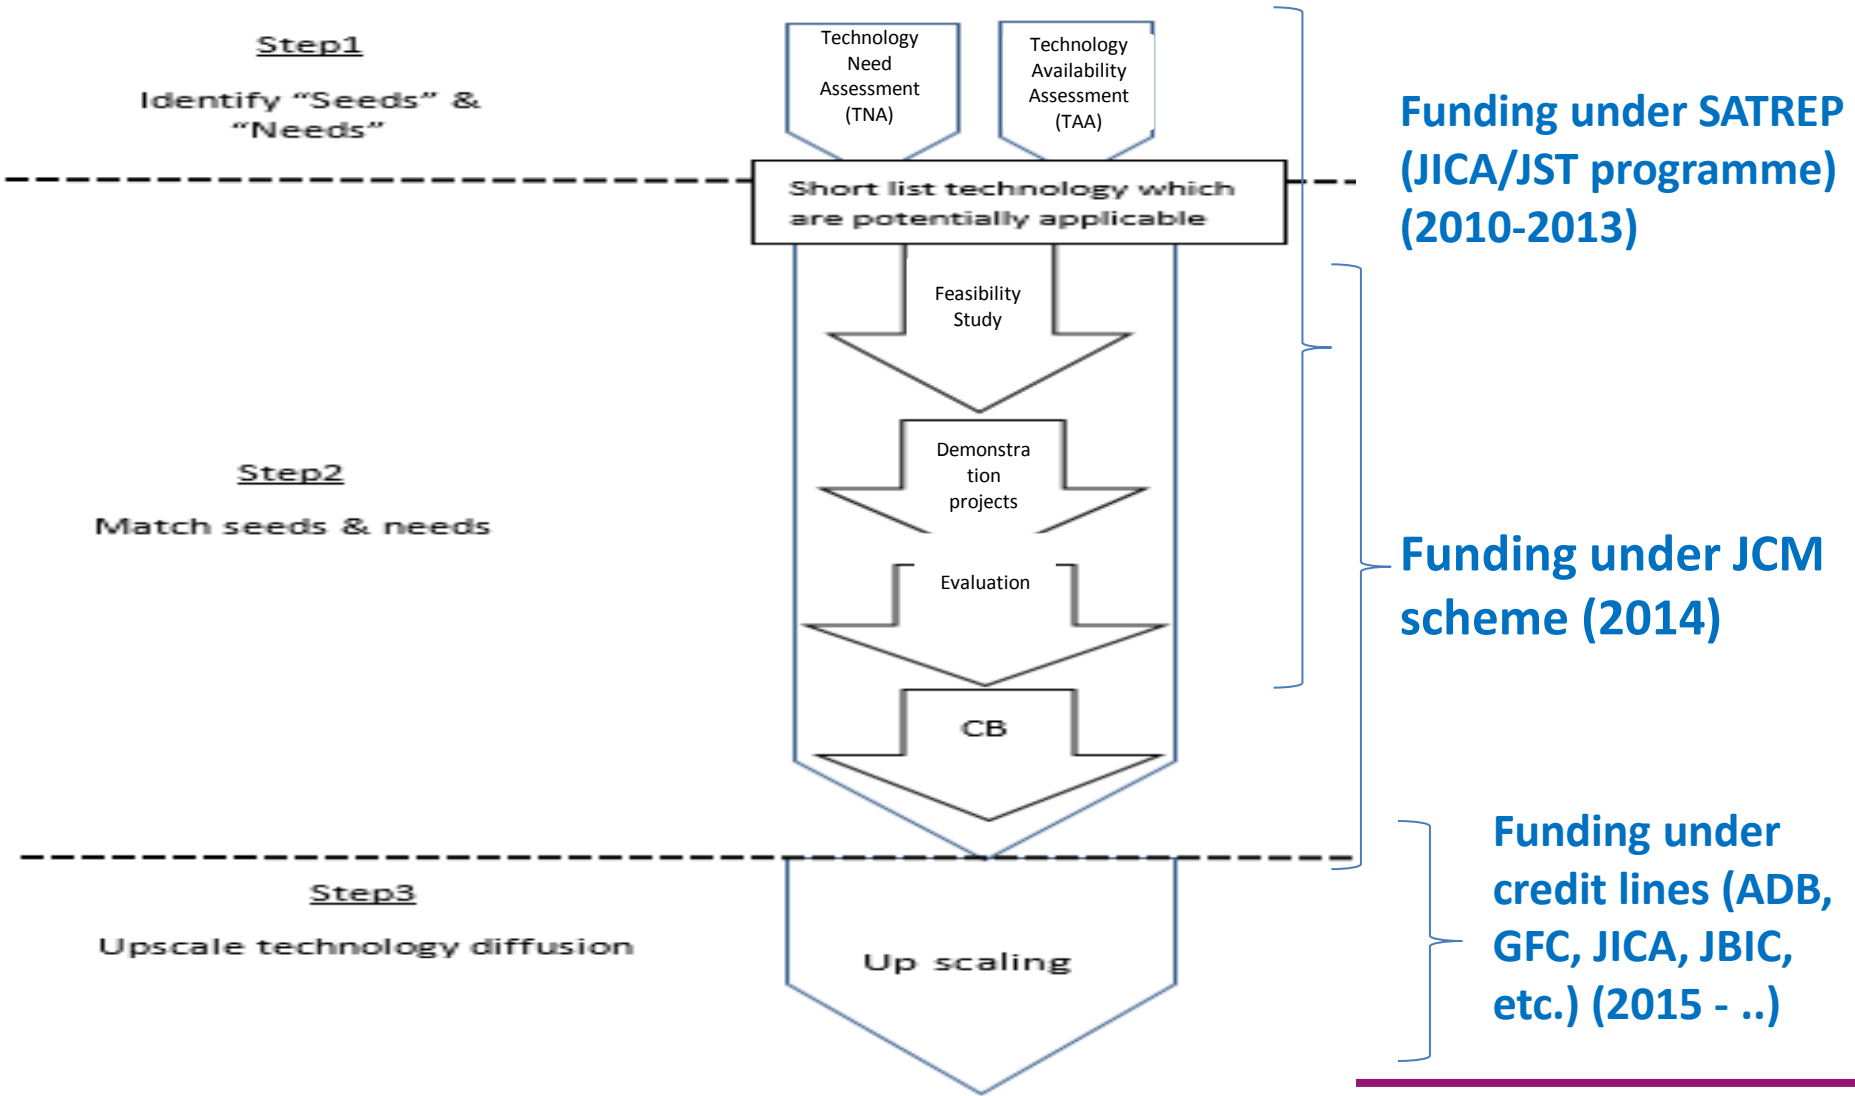 Step1
Identify “Seeds” &
“Needs”
Technology
Need
Assessment
(TNA)
Technology
Availability
Assessment
(TAA)
Short list technology which
are potentially applicable
Funding under SATREP
(JICA/JST programme)
(2010-2013)
Feasibility
Study
Step2
Match seeds & needs
Demonstra
tion
projects
Evaluation
CB
Funding under JCM
scheme (2014)
Step3
Upscale technology diffusion
Up scaling
Funding under
credit lines (ADB,
GFC, JICA, JBIC,
etc.) (2015 - ..)